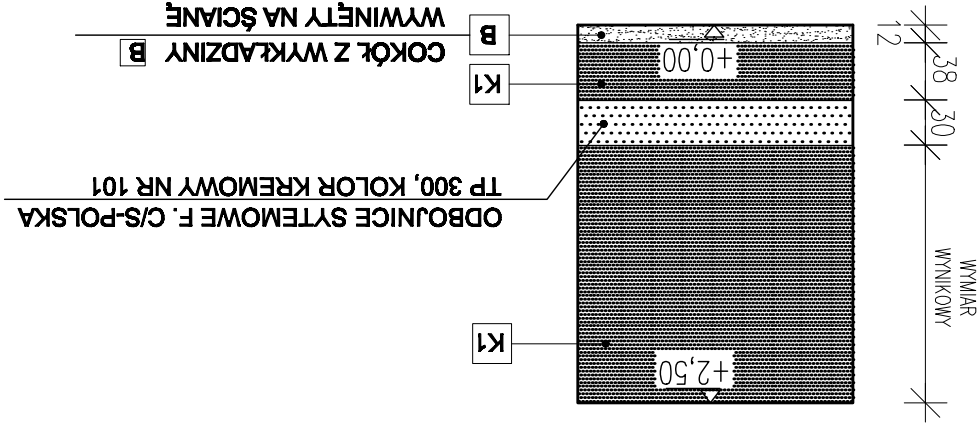 WYMIAR
WYNIKOWY
+2,50
K1
ODBOJNICE SYTEMOWE F. C/S-POLSKA
TP 300, KOLOR KREMOWY NR 101
30
38
12
K1
+0,00
COKÓŁ Z WYKŁADZINY B
WYWINĘTY NA ŚCIANĘ
B